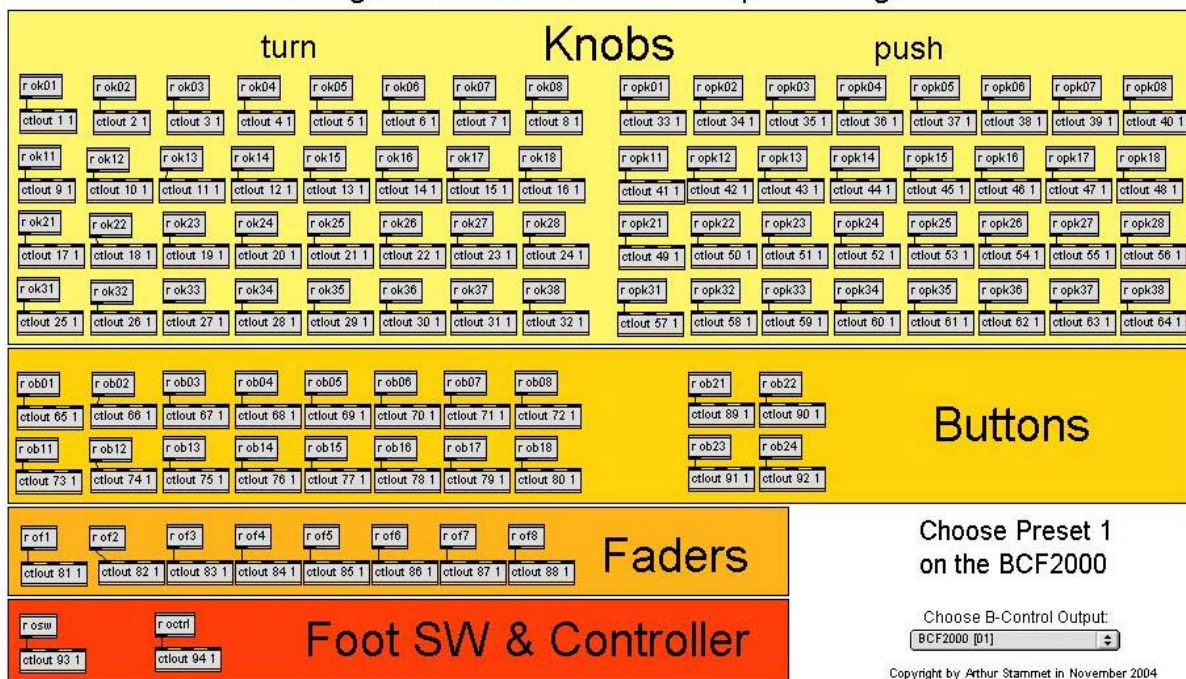 turn Knobs push
r ok01 r ok02 r ok03 r ok04 r ok05 r ok06 r ok07 r ok08 r opk01 r opk02 r opk03 r opk04 r opk05 r opk06 r opk07 r opk08
ctlout 1 1 ctlout 2 1 ctlout 3 1 ctlout 4 1 ctlout 5 1 ctlout 6 1 ctlout 7 1 ctlout 8 1 ctlout 33 1 ctlout 34 1 ctlout 35 1 ctlout 36 1 ctlout 37 1 ctlout 38 1 ctlout 39 1 ctlout 40 1
r ok11 r ok12 r ok13 r ok14 r ok15 r ok16 r ok17 r ok18 r opk11 r opk12 r opk13 r opk14 r opk15 r opk16 r opk17 r opk18
ctlout 9 1 ctlout 10 1 ctlout 11 1 ctlout 12 1 ctlout 13 1 ctlout 14 1 ctlout 15 1 ctlout 16 1 ctlout 41 1 ctlout 42 1 ctlout 43 1 ctlout 44 1 ctlout 45 1 ctlout 46 1 ctlout 47 1 ctlout 48 1
r ok21 r ok22 r ok23 r ok24 r ok25 r ok26 r ok27 r ok28 r opk21 r opk22 r opk23 r opk24 r opk25 r opk26 r opk27 r opk28
ctlout 17 1 ctlout 18 1 ctlout 19 1 ctlout 20 1 ctlout 21 1 ctlout 22 1 ctlout 23 1 ctlout 24 1 ctlout 49 1 ctlout 50 1 ctlout 51 1 ctlout 52 1 ctlout 53 1 ctlout 54 1 ctlout 55 1 ctlout 56 1
r ok31 r ok32 r ok33 r ok34 r ok35 r ok36 r ok37 r ok38 r opk31 r opk32 r opk33 r opk34 r opk35 r opk36 r opk37 r opk38
ctlout 25 1 ctlout 26 1 ctlout 27 1 ctlout 28 1 ctlout 29 1 ctlout 30 1 ctlout 31 1 ctlout 32 1 ctlout 57 1 ctlout 58 1 ctlout 59 1 ctlout 60 1 ctlout 61 1 ctlout 62 1 ctlout 63 1 ctlout 64 1
r ob01 r ob02 r ob03 r ob04 r ob05 r ob06 r ob07 r ob08 r ob21 r ob22
ctlout 65 1 ctlout 66 1 ctlout 67 1 ctlout 68 1 ctlout 69 1 ctlout 70 1 ctlout 71 1 ctlout 72 1 ctlout 89 1 ctlout 90 1
Buttons
r ob11 r ob12 r ob13 r ob14 r ob15 r ob16 r ob17 r ob18 r ob23 r ob24
ctlout 73 1 ctlout 74 1 ctlout 75 1 ctlout 76 1 ctlout 77 1 ctlout 78 1 ctlout 79 1 ctlout 80 1 ctlout 91 1 ctlout 92 1
r of1 r of2 r of3 r of4 r of5 r of6 r of7 r of8
ctlout 81 1 ctlout 82 1 ctlout 83 1 ctlout 84 1 ctlout 85 1 ctlout 86 1 ctlout 87 1 ctlout 88 1
Faders
Choose Preset 1
on the BCF2000
r osw r octrl
ctlout 93 1 ctlout 94 1
Foot SW & Controller
Choose B-Control Output:
BCF2000 [01]
Copyright by Arthur Stammet in November 2004